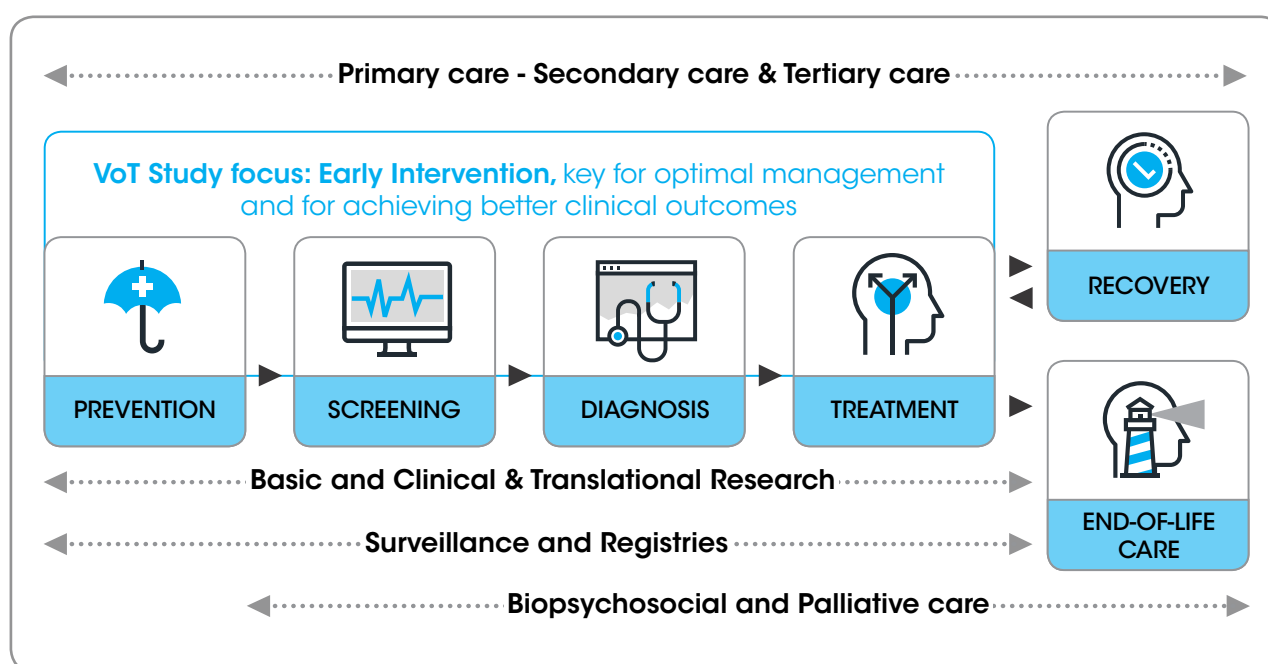 Primary care - Secondary care & Tertiary care
VoT Study focus: Early Intervention, key for optimal management
and for achieving better clinical outcomes
PREVENTION
SCREENING
DIAGNOSIS
TREATMENT
RECOVERY
END-OF-LIFE
CARE
Basic and Clinical & Translational Research
Surveillance and Registries
Biopsychosocial and Palliative care